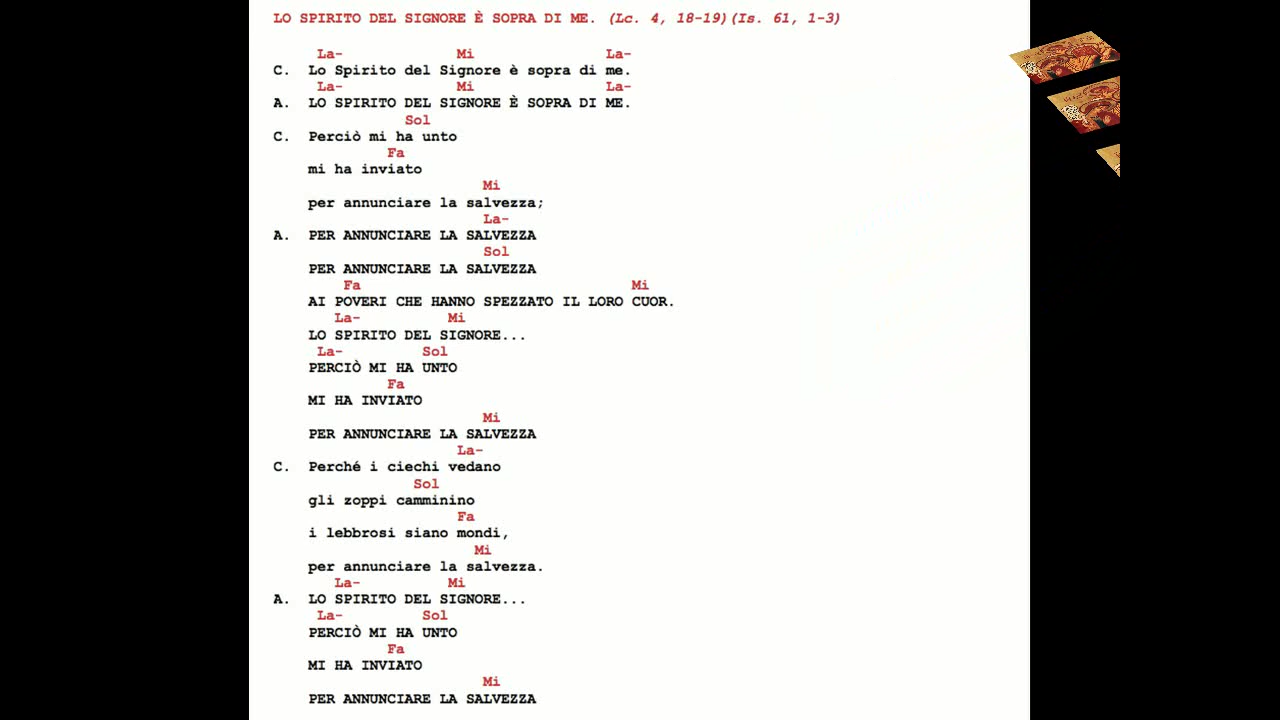 LO SPIRITO DEL SIGNORE È SOPRA DI ME. (Lc. 4, 18-19)(Is. 61, 1-3)
La- Mi La-
C. Lo Spirito del Signore è sopra di me.
La- Mi La-
A. LO SPIRITO DEL SIGNORE È SOPRA DI ME.
Sol
C. Perciò mi ha unto
Fa
mi ha inviato
Mi
per annunciare la salvezza;
La-
A. PER ANNUNCIARE LA SALVEZZA
Sol
PER ANNUNCIARE LA SALVEZZA
Fa Mi
AI POVERI CHE HANNO SPEZZATO IL LORO CUOR.
La- Mi
LO SPIRITO DEL SIGNORE...
La- Sol
PERCIÒ MI HA UNTO
Fa
MI HA INVIATO
Mi
PER ANNUNCIARE LA SALVEZZA
La-
C. Perché i ciechi vedano
Sol
gli zoppi camminino
Fa
i lebbrosi siano mondi,
Mi
per annunciare la salvezza.
La- Mi
A. LO SPIRITO DEL SIGNORE...
La- Sol
PERCIÒ MI HA UNTO
Fa
MI HA INVIATO
Mi
PER ANNUNCIARE LA SALVEZZA